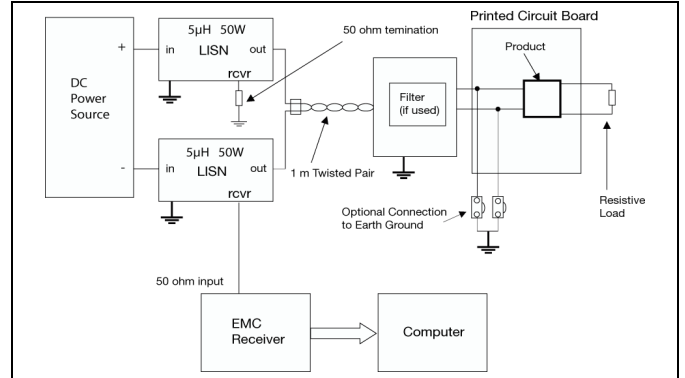 Printed Circuit Board
5µH 50W
50 ohm temination
+
in
out
LISN
Product
rcvr
DC
Power
Source
Filter
(if used)
5µH 50W
-
in
out
LISN
1 m Twisted Pair
rcvr
Optional Connection
to Earth Ground
Resistive
Load
50 ohm input
EMC
Receiver
Computer